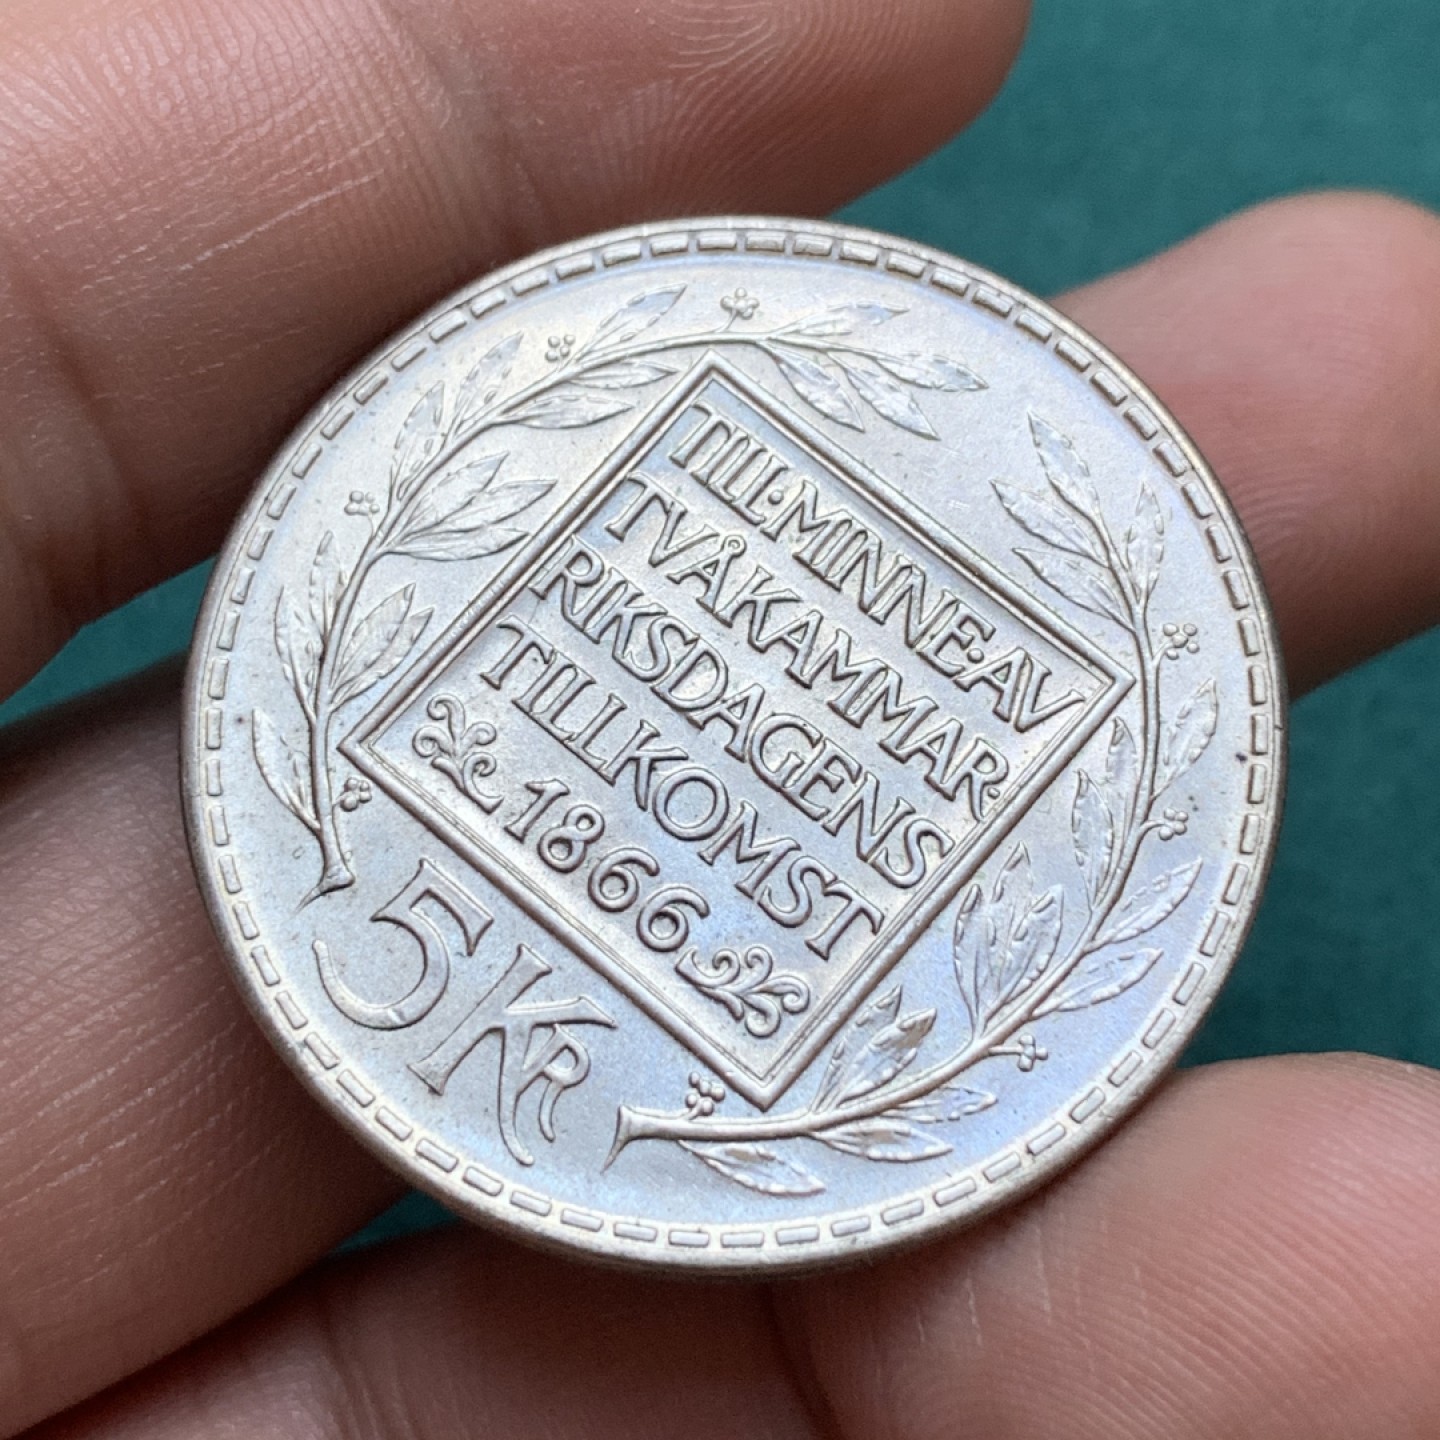 TILL·MINNE·AV
TVÅKAMMAR·
RIKSDAGENS
TILLKOMST
1866
5 KR